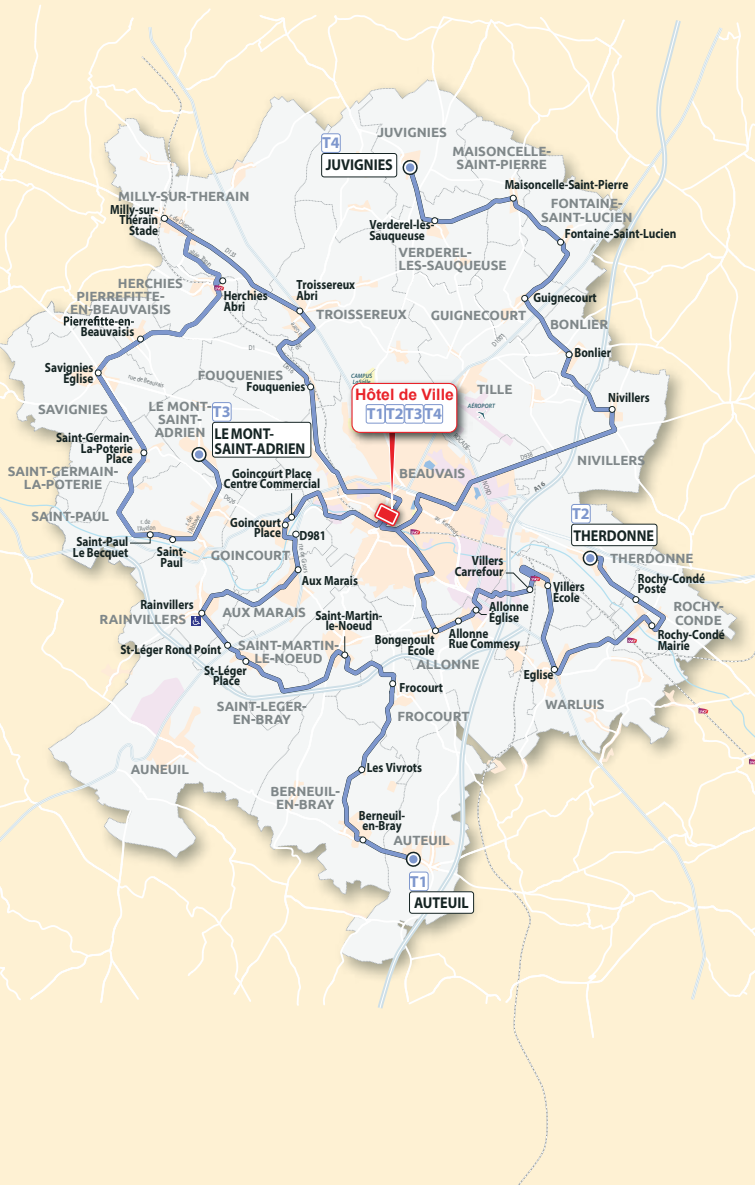 JUVIGNIES
T4
JUVIGNIES
MAISONCELLE-
SAINT-PIERRE
Maisoncelle-Saint-Pierre
MILLY-SUR-THERAIN
Milly-sur-
Thérain
Stade
FONTAINE-
SAINT-LUCIEN
Verderel-lès-
Sauqueuse
Fontaine-Saint-Lucien
VERDEREL-
LES-SAUQUEUSE
HERCHIES
Herchies
Abri
Troissereux
Abri
PIERREFITTE-
EN-BEAUVAISIS
Pierrefitte-en-
Beauvaisis
TROISSEREUX
GUIGNECOURT
Guignecourt
BONLIER
Bonlier
D1
Savignies
Église
FOUQUENIES
Fouquenies
CAMPUS
TILLE
AÉROPORT
Hôtel de Ville
T1 T2 T3 T4
Nivillers
SAVIGNIES
LE MONT-
SAINT-
ADRIEN
T3
LE MONT-
SAINT-ADRIEN
Saint-Germain-
La-Poterie
Place
NIVILLERS
SAINT-GERMAIN-
LA-POTERIE
Goincourt Place
Centre Commercial
BEAUVAIS
A16
SAINT-PAUL
Goincourt
Place
D981
T2
THERDONNE
Saint-Paul
Le Becquet
Saint-
Paul
GOINCOURT
THERDONNE
Villers
Carrefour
Villers
Ecole
Rochy-Condé
Poste
Aux Marais
Rainvillers
AUX MARAIS
RAINVILLERS
Saint-Martin-
le-Noeud
Allonne
Église
ROCHY-
CONDE
Rochy-Condé
Mairie
St-Léger Rond Point
SAINT-MARTIN-
LE-NOEUD
Bongenoult
École
Allonne
Rue Commesy
St-Léger
Place
ALLONNE
Eglise
Frocourt
SAINT-LEGER-
EN-BRAY
FROCOURT
WARLUIS
AUNEUIL
Les Vivrots
BERNEUIL-
EN-BRAY
Berneuil-
en-Bray
AUTEUIL
T1
AUTEUIL